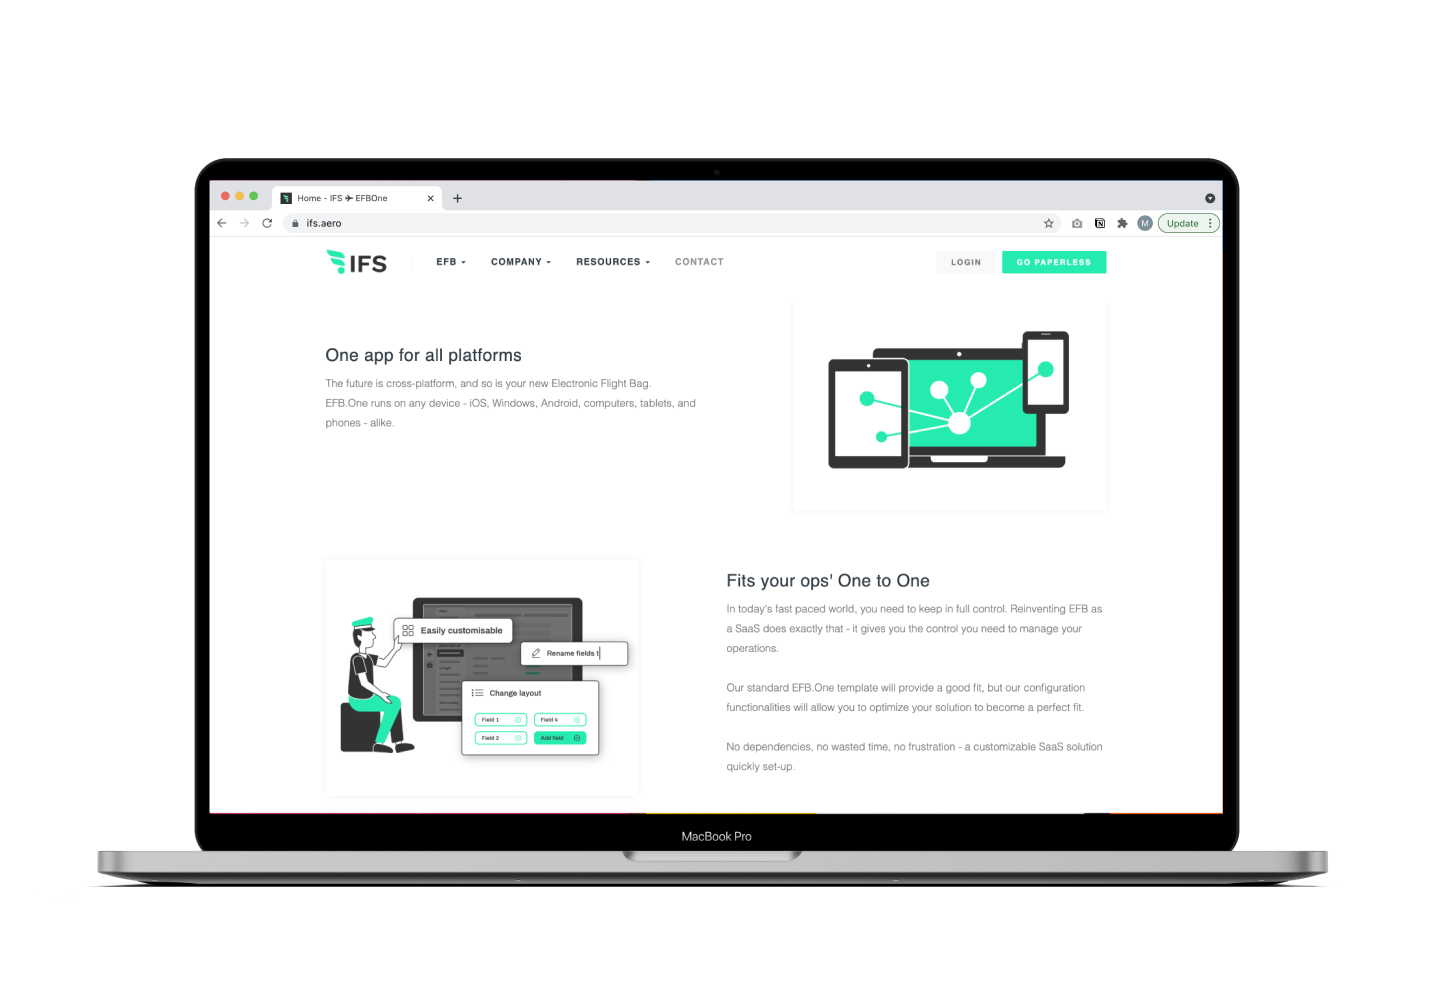 Home - IFS ✈ EFBOne
ifs.aero
M
Update
IFS
EFB
COMPANY
RESOURCES
CONTACT
LOGIN
GO PAPERLESS
One app for all platforms
The future is cross-platform, and so is your new Electronic Flight Bag.
EFB.One runs on any device - iOS, Windows, Android, computers, tablets, and
phones - alike.
Easily customisable
Rename fields t
Change layout
Field 1
Field 4
Field 2
Add field
Fits your ops' One to One
In today's fast paced world, you need to keep in full control. Reinventing EFB as
a SaaS does exactly that - it gives you the control you need to manage your
operations.
Our standard EFB.One template will provide a good fit, but our configuration
functionalities will allow you to optimize your solution to become a perfect fit.
No dependencies, no wasted time, no frustration - a customizable SaaS solution
quickly set-up.
MacBook Pro